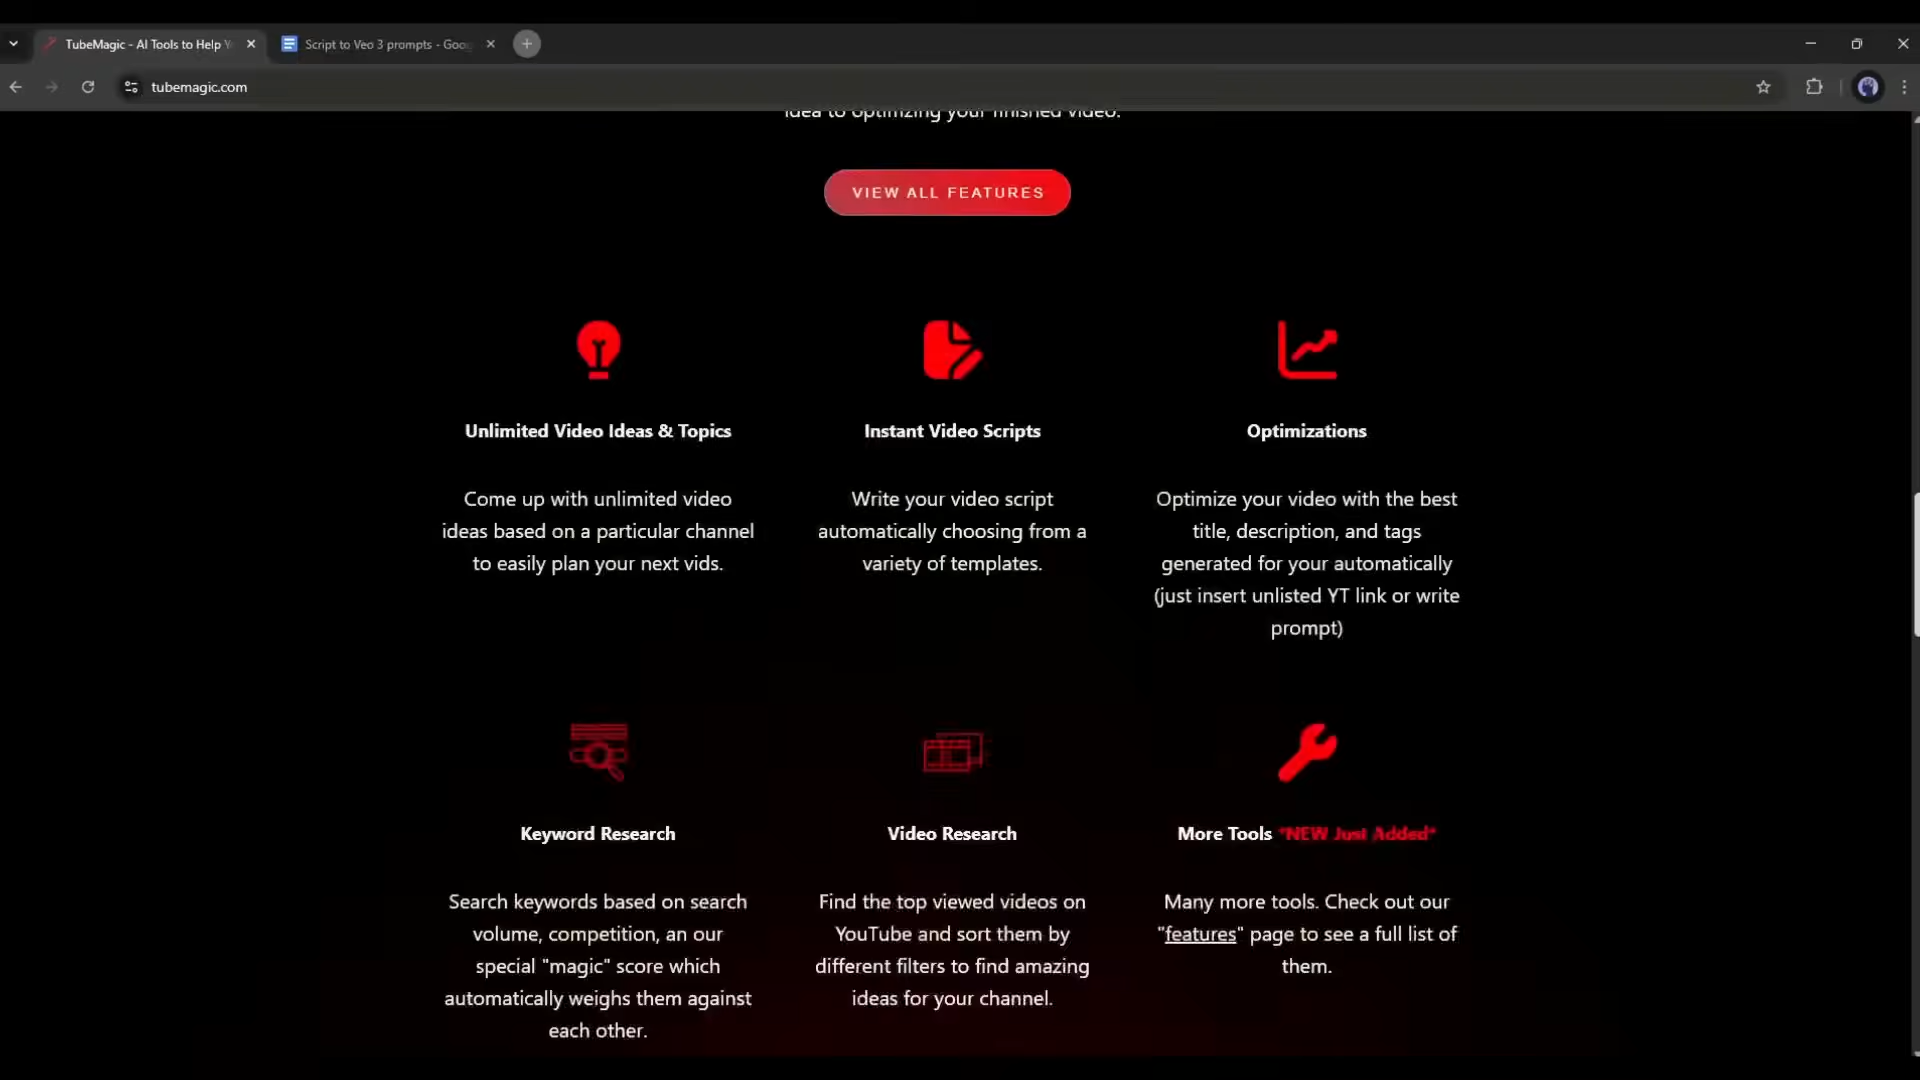 TubeMagic - AI Tools to Help Y
Script to Veo 3 prompts - Goo
tubemagic.com
idea to optimizing your finished video.
VIEW ALL FEATURES
Unlimited Video Ideas & Topics
Come up with unlimited video
ideas based on a particular channel
to easily plan your next vids.
Instant Video Scripts
Write your video script
automatically choosing from a
variety of templates.
Optimizations
Optimize your video with the best
title, description, and tags
generated for your automatically
(just insert unlisted YT link or write
prompt)
Keyword Research
Search keywords based on search
volume, competition, an our
special "magic" score which
automatically weighs them against
each other.
Video Research
Find the top viewed videos on
YouTube and sort them by
different filters to find amazing
ideas for your channel.
More Tools *NEW Just Added*
Many more tools. Check out our
"features" page to see a full list of
them.